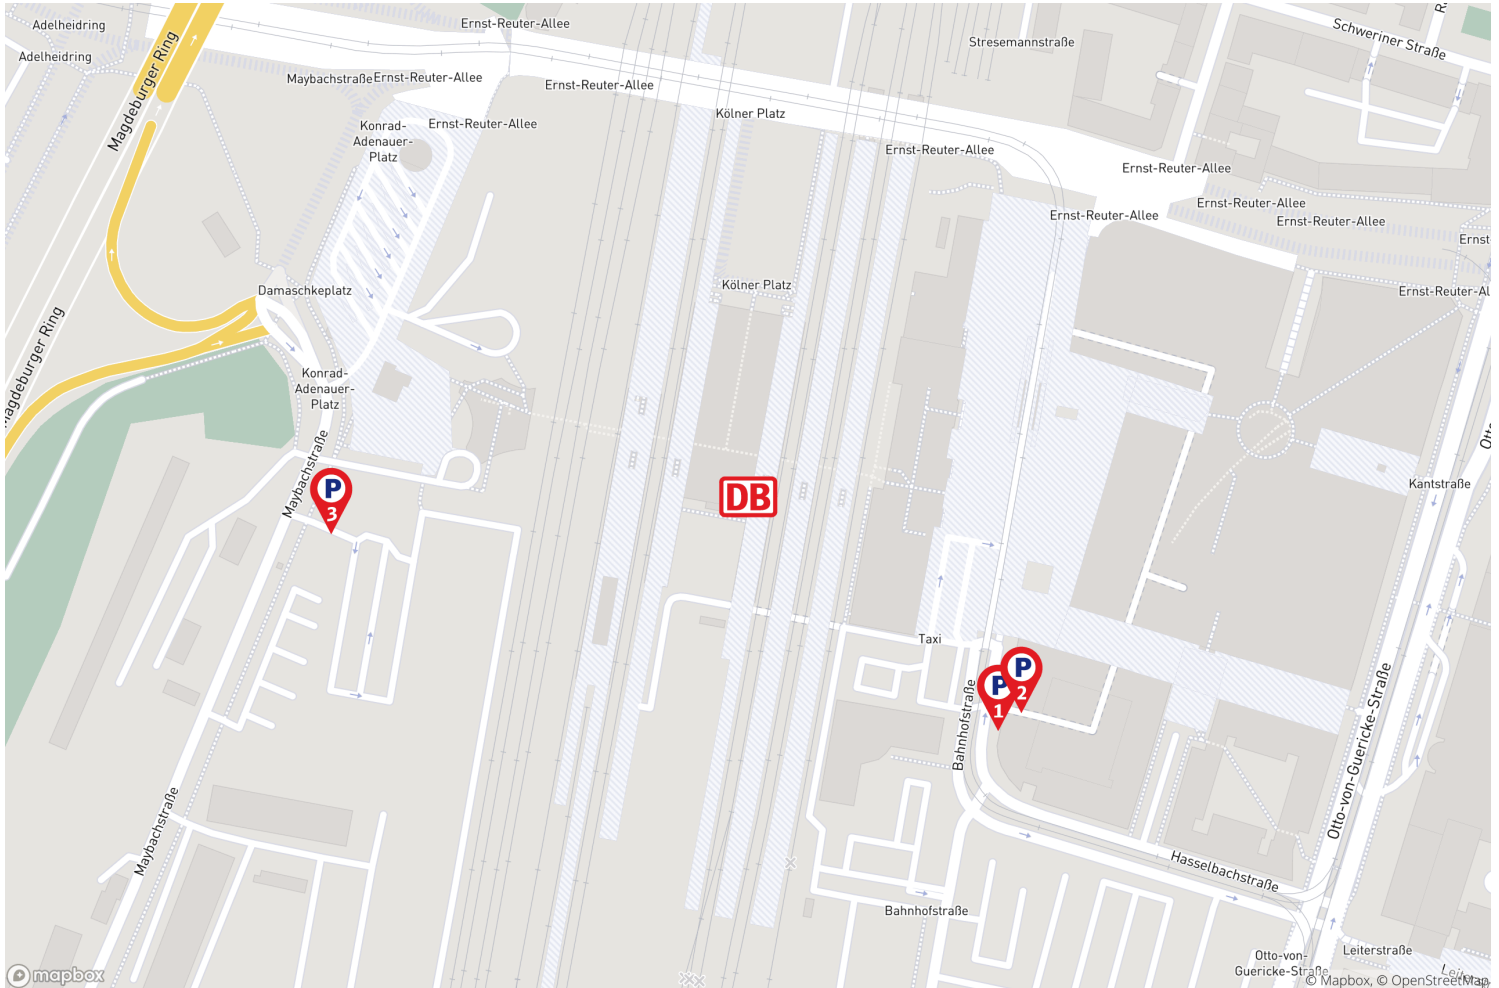 Adelheidring
Ernst-Reuter-Allee
Stresemannstraße
Schweriner Straße
Adelheidring
Magdeburger Ring
Maybachstraße
Ernst-Reuter-Allee
Ernst-Reuter-Allee
Kölner Platz
Konrad-
Adenauer-
Platz
Ernst-Reuter-Allee
Ernst-Reuter-Allee
Ernst-Reuter-Allee
Ernst-Reuter-Allee
Ernst-Reuter-Allee
Ernst-Reuter-Allee
Ernst
Damaschkeplatz
Kölner Platz
Ernst-Reuter-Al
Magdeburger Ring
Konrad-
Adenauer-
Platz
Otto
Maybachstraße
P
3
DB
Kantstraße
Taxi
P
1
P
2
Bahnhofstraße
Otto-von-Guericke-Straße
Maybachstraße
Hasselbachstraße
Bahnhofstraße
Otto-von-
Guericke-Straße
Leiterstraße
mapbox
© Mapbox, © OpenStreetMap